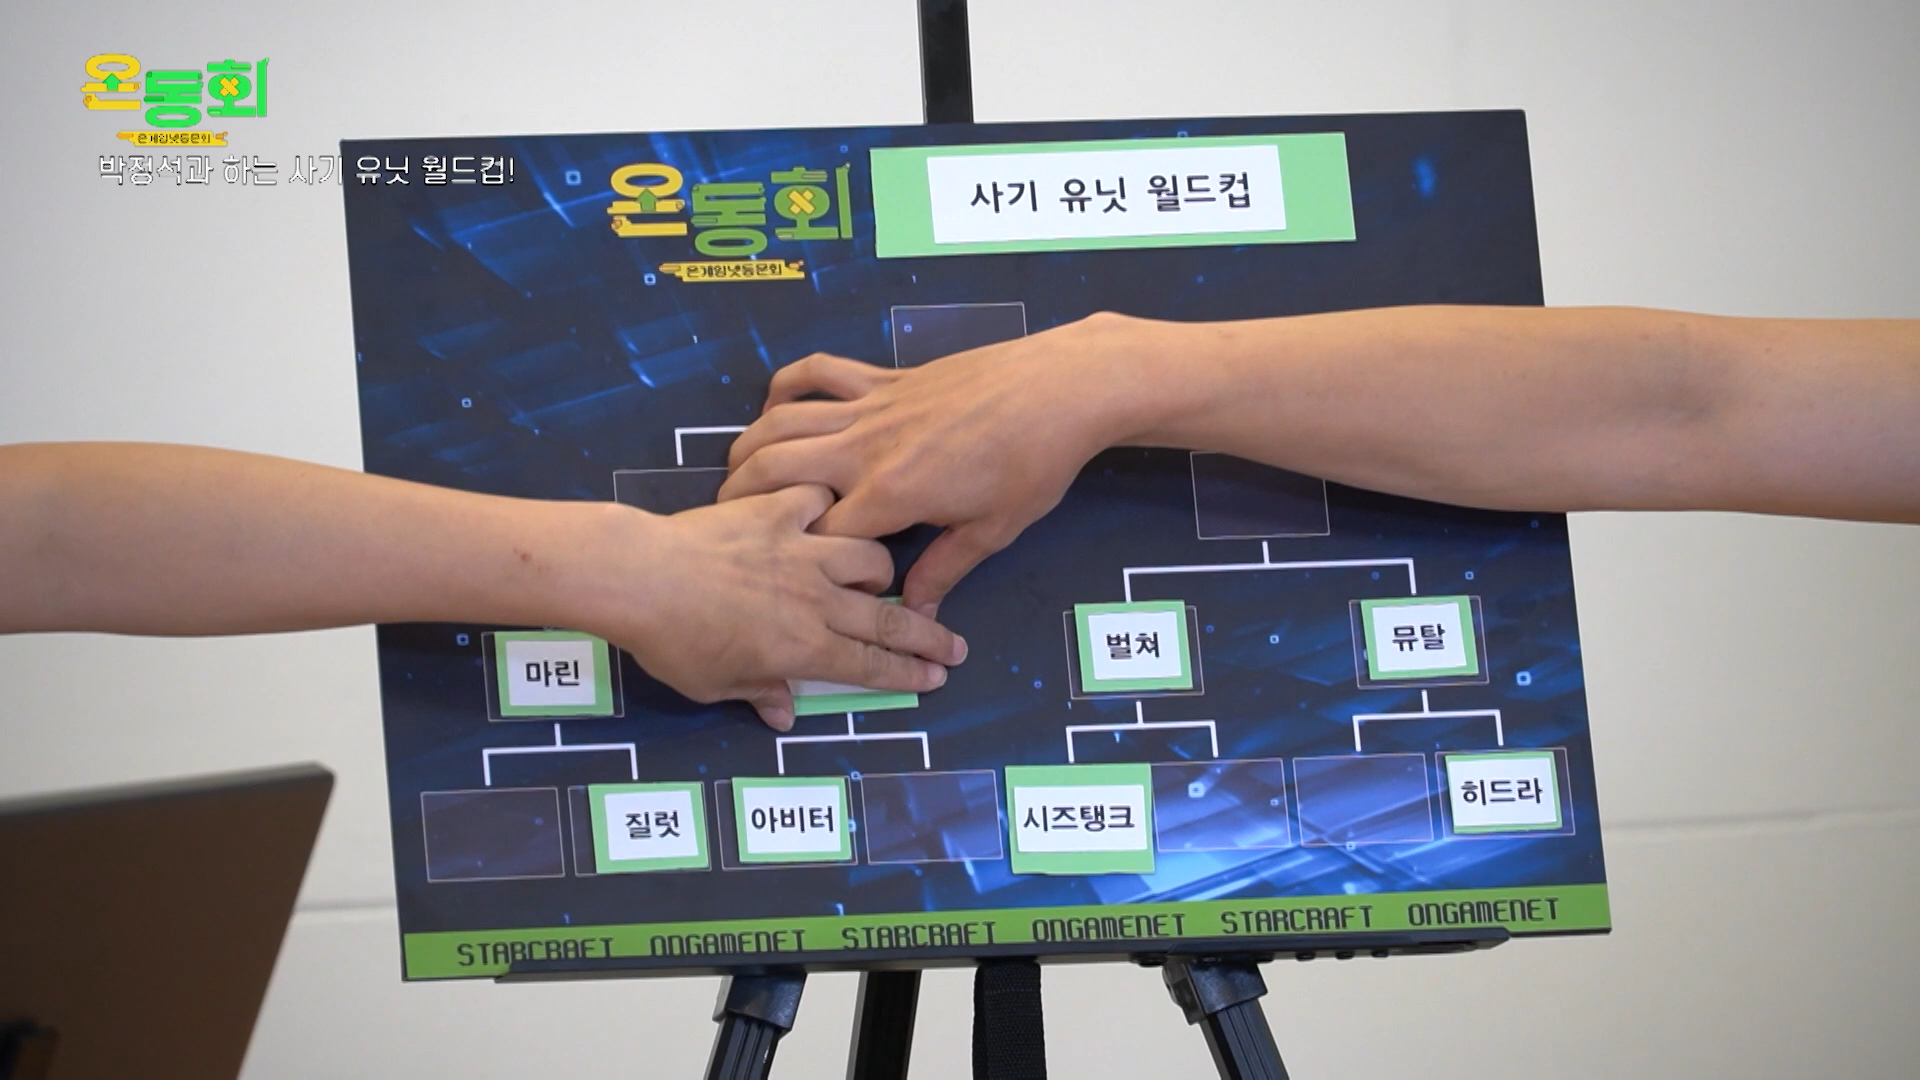 온동회
온게임넷동문회
박정석과 하는 사기 유닛 월드컵!
온동회
온게임넷동문회
사기 유닛 월드컵
마린
벌쳐
뮤탈
질럿
아비터
시즈탱크
히드라
STARCRAFT ONGAMENET STARCRAFT ONGAMENET STARCRAFT ONGAMENET